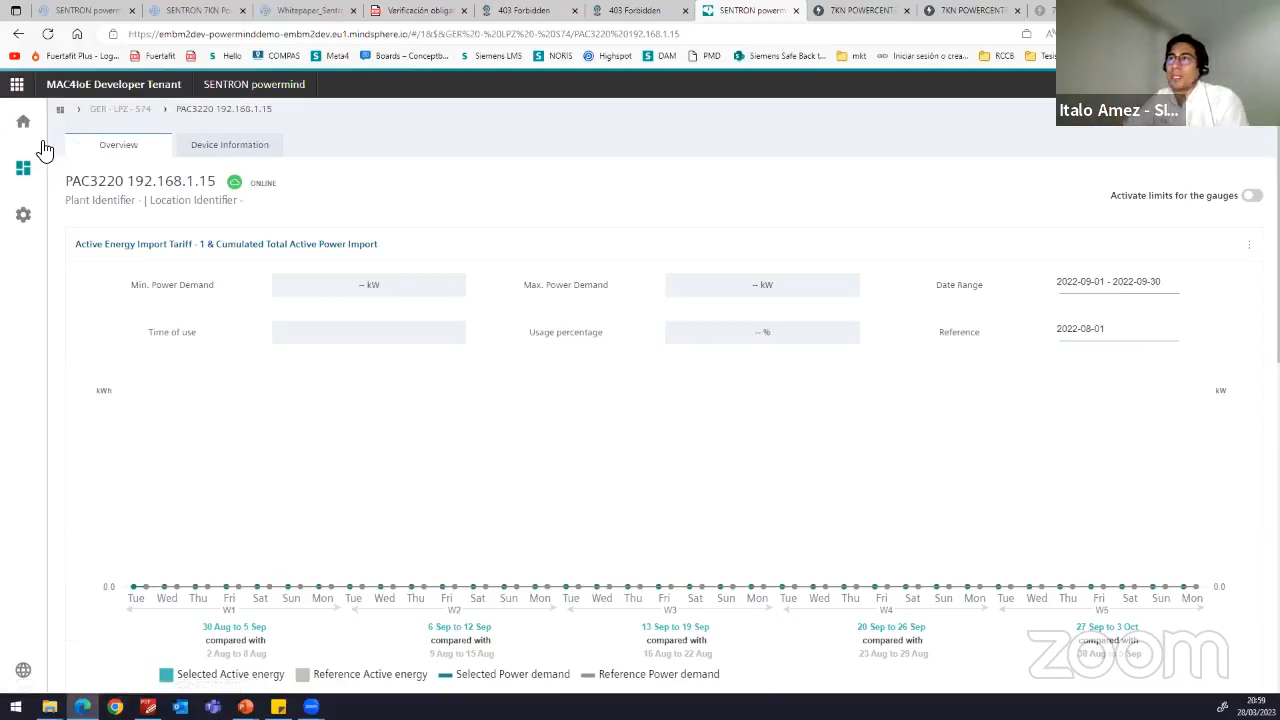 Calificación UIGV
403 Forbidden
403 Forbidden
SENTRON Powermi
7KN POWERCENT
7KN POWERCENT
https://embm2dev-powerminddemo-embm2dev.eu1.mindsphere.io/#/1&$&GER%20-%20LPZ%20-%20S74/PAC3220%20192.168.1.15
Fuertafit Plus - Log...
Fuertafit
Fuertafit
Hello
COMPAS
Meta4
Boards – Conceptbo...
Siemens LMS EN
NORIS
Highspot
DAM
PMD
Siemens Safe Back t...
mkt
Iniciar sesión o crea...
RCCB
MAC4IoE Developer Tenant
SENTRON powermind
Italo Amez - SI...
GER - LPZ - S74
PAC3220 192.168.1.15
Overview
Device Information
PAC3220 192.168.1.15
ONLINE
Plant Identifier - | Location Identifier -
Activate limits for the gauges
Active Energy Import Tariff - 1 & Cumulated Total Active Power Import
Min. Power Demand
-- kW
Max. Power Demand
-- kW
Date Range
2022-09-01 - 2022-09-30
Time of use
Usage percentage
-- %
Reference
2022-08-01
kWh
kW
0.0
0.0
Tue Wed Thu Fri Sat Sun Mon Tue Wed Thu Fri Sat Sun Mon Tue Wed Thu Fri Sat Sun Mon Tue Wed Thu Fri Sat Sun Mon Tue Wed Thu Fri Sat Sun Mon
W1 W2 W3 W4 W5
30 Aug to 5 Sep
6 Sep to 12 Sep
13 Sep to 19 Sep
20 Sep to 26 Sep
27 Sep to 3 Oct
compared with
compared with
compared with
compared with
compared with
2 Aug to 8 Aug
9 Aug to 15 Aug
16 Aug to 22 Aug
23 Aug to 29 Aug
zoom
Selected Active energy
Reference Active energy
Selected Power demand
Reference Power demand
20:59
28/03/2023